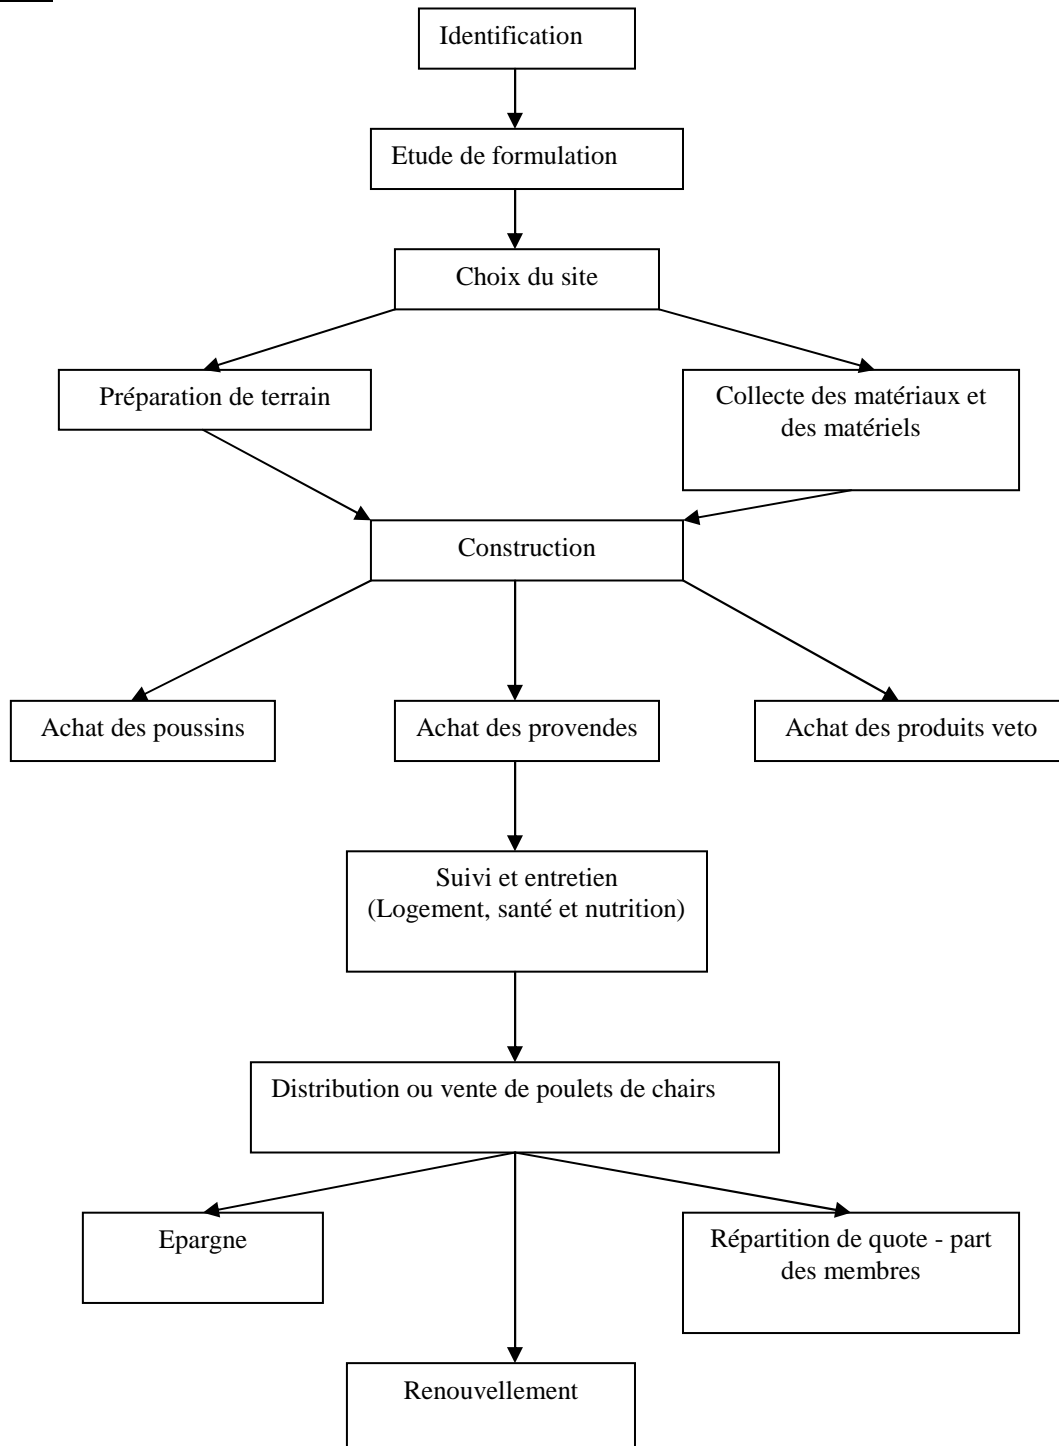 Identification
Etude de formulation
Choix du site
Préparation de terrain
Collecte des matériaux et
des matériels
Construction
Achat des poussins
Achat des provendes
Achat des produits veto
Suivi et entretien
(Logement, santé et nutrition)
Distribution ou vente de poulets de chairs
Epargne
Répartition de quote - part
des membres
Renouvellement